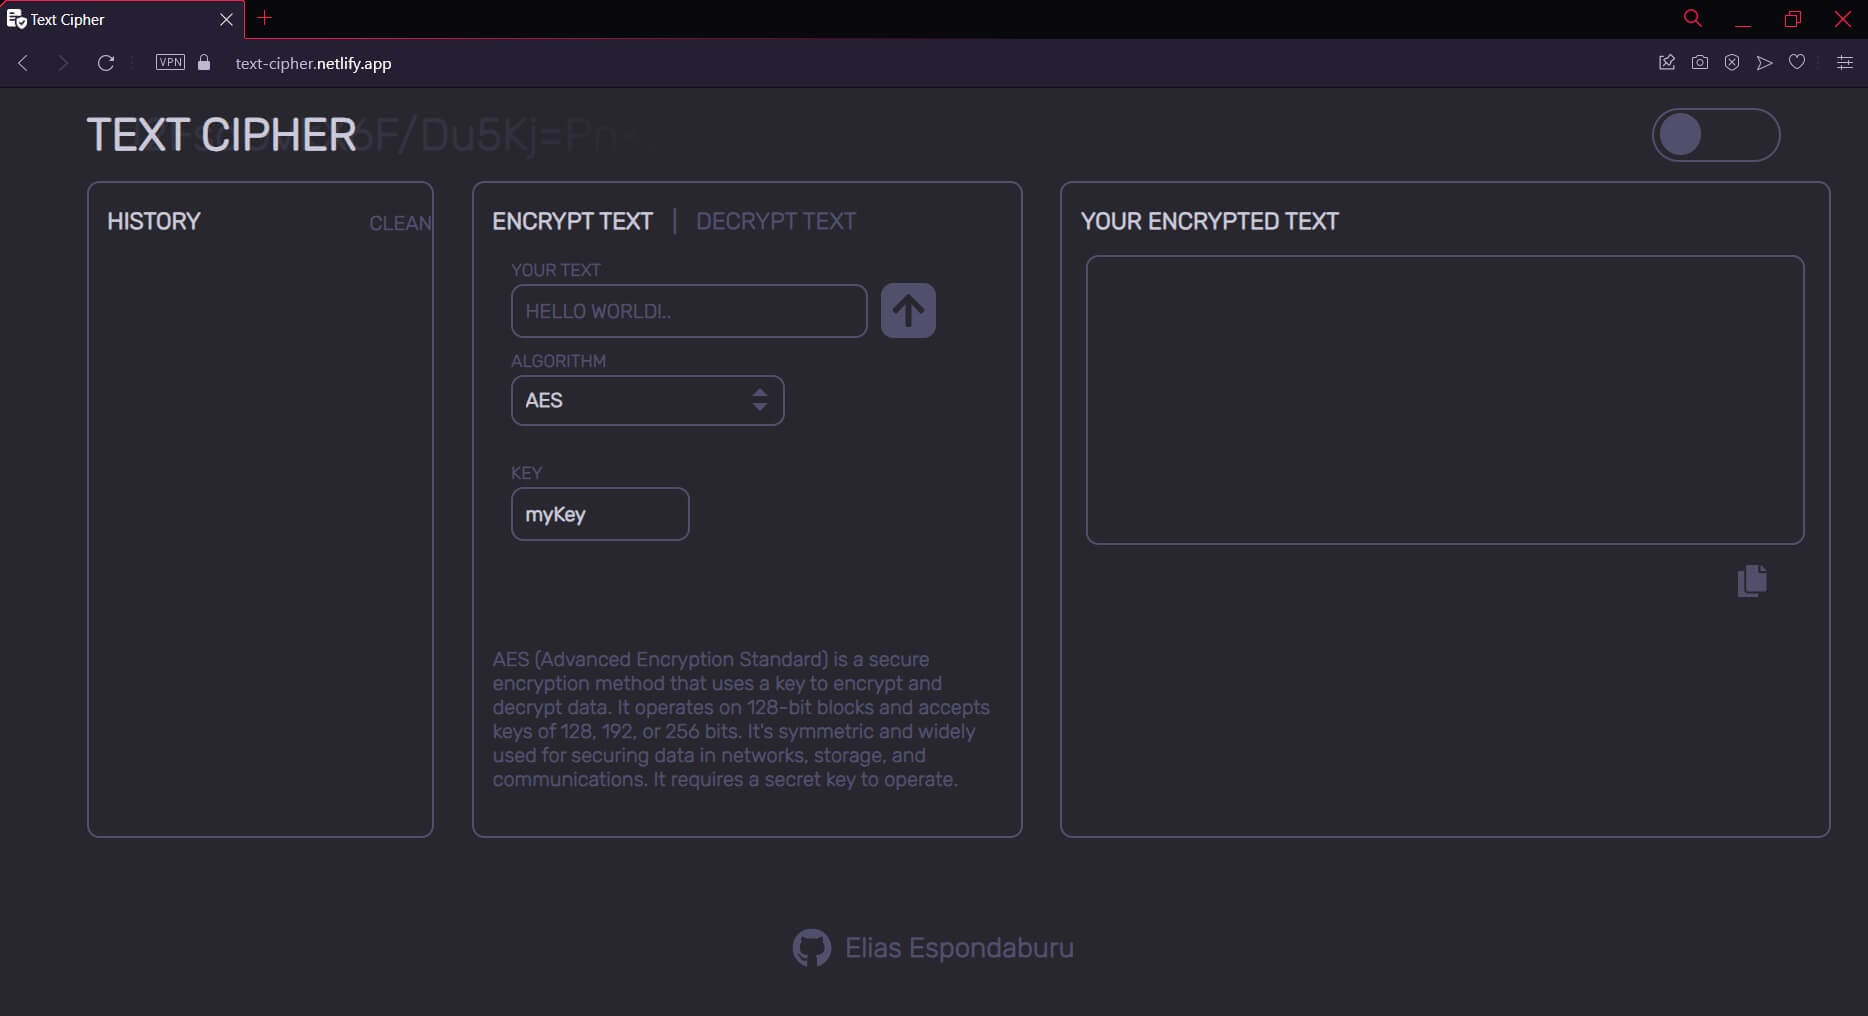 Text Cipher
VPN
text-cipher.netlify.app
TEXT CIPHER
HISTORY
CLEAN
ENCRYPT TEXT | DECRYPT TEXT
YOUR TEXT
HELLO WORLD!..
ALGORITHM
AES
KEY
myKey
AES (Advanced Encryption Standard) is a secure
encryption method that uses a key to encrypt and
decrypt data. It operates on 128-bit blocks and accepts
keys of 128, 192, or 256 bits. It's symmetric and widely
used for securing data in networks, storage, and
communications. It requires a secret key to operate.
YOUR ENCRYPTED TEXT
Elias Espondaburu